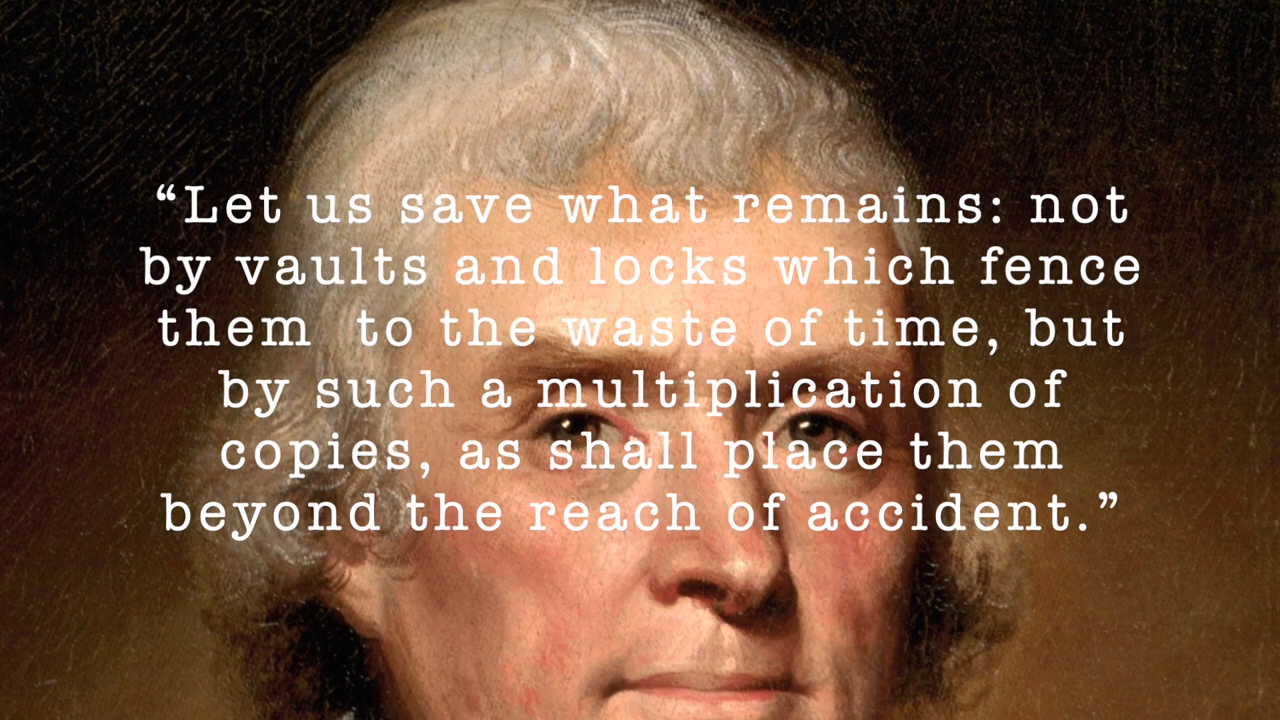 “Let us save what remains: not
by vaults and locks which fence
them  to the waste of time, but
by such a multiplication of
copies, as shall place them
beyond the reach of accident.”